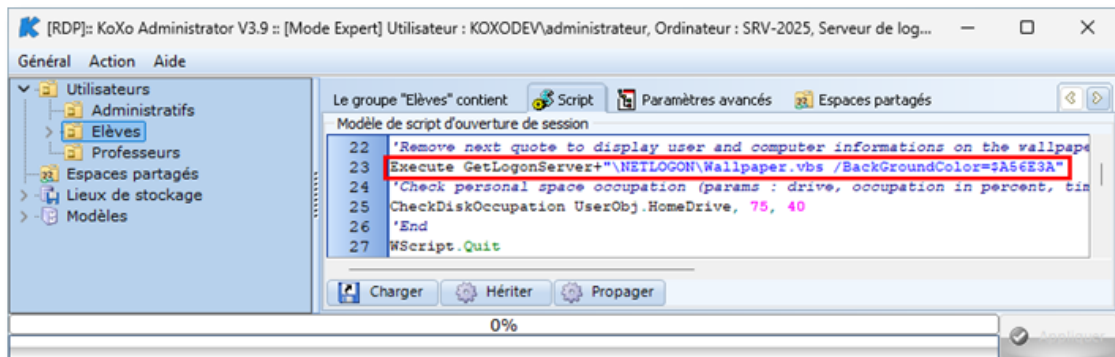 [RDP]:: KoXo Administrator V3.9 :: [Mode Expert] Utilisateur : KOXODEV\administrateur, Ordinateur : SRV-2025, Serveur de log...
Général Action Aide
Utilisateurs
Administratifs
Elèves
Professeurs
Espaces partagés
Lieux de stockage
Modèles
Le groupe "Elèves" contient Script Paramètres avancés Espaces partagés
Modèle de script d'ouverture de session
22 'Remove next quote to display user and computer informations on the wallpape
23 Execute GetLogonServer+"\NETLOGON\Wallpaper.vbs /BackGroundColor=$A56E3A"
24 'Check personal space occupation (params : drive, occupation in percent, tim
25 CheckDiskOccupation UserObj.HomeDrive, 75, 40
26 'End
27 WScript.Quit
Charger Hériter Propager
0%
Appliquer